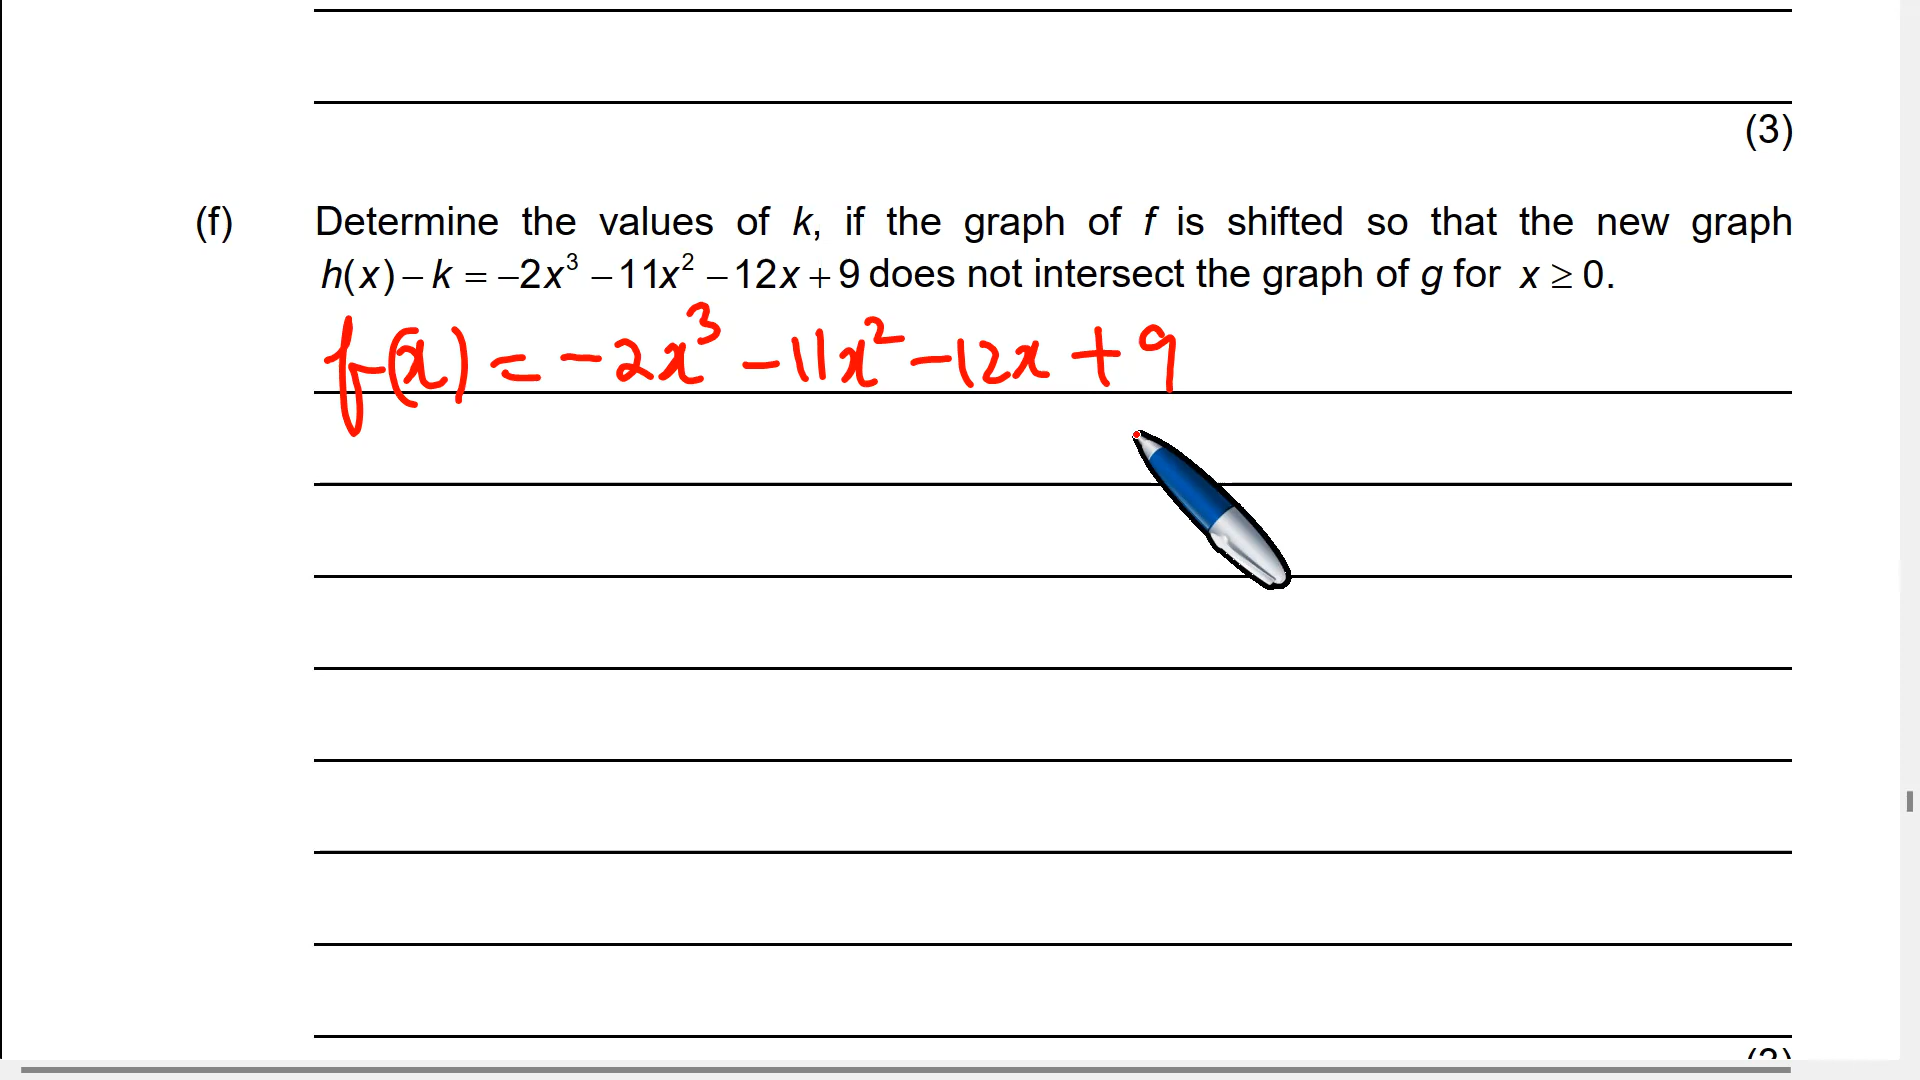 (3)
(f) Determine the values of k, if the graph of f is shifted so that the new graph
h(x) – k = –2x³ –11x² –12x + 9 does not intersect the graph of g for x ≥ 0.
f(x) = -2x³ - 11x² - 12x + 9